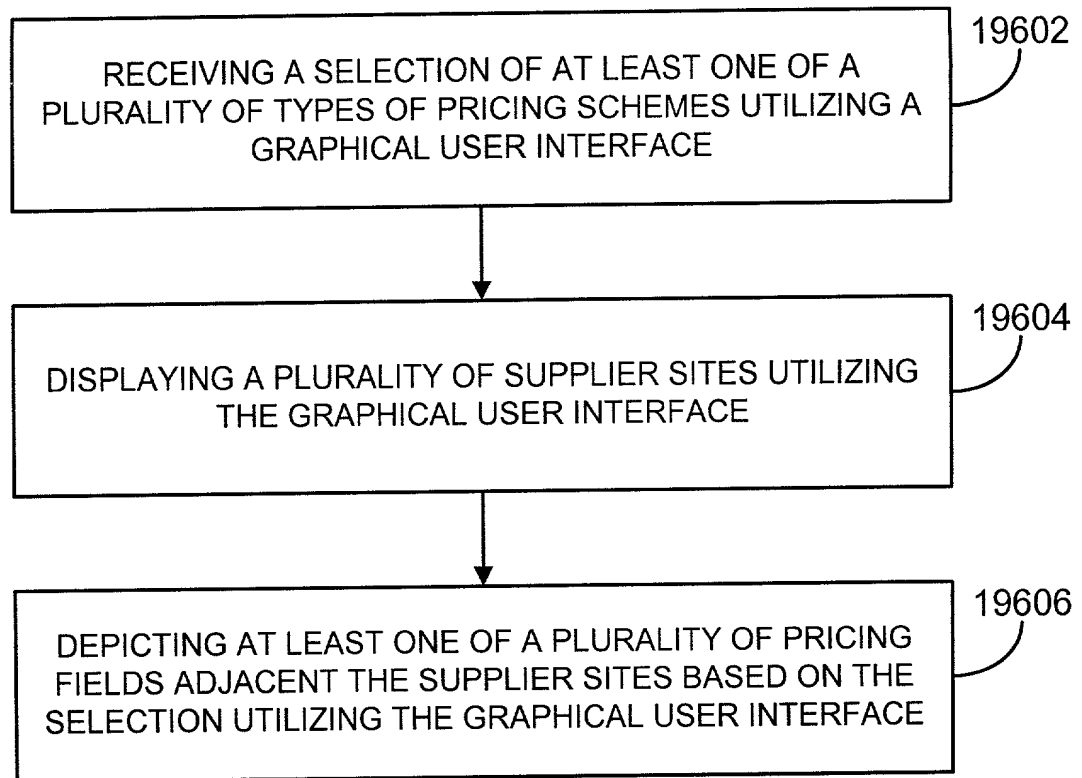 19602
RECEIVING A SELECTION OF AT LEAST ONE OF A
PLURALITY OF TYPES OF PRICING SCHEMES UTILIZING A
GRAPHICAL USER INTERFACE
19604
DISPLAYING A PLURALITY OF SUPPLIER SITES UTILIZING
THE GRAPHICAL USER INTERFACE
19606
DEPICTING AT LEAST ONE OF A PLURALITY OF PRICING
FIELDS ADJACENT THE SUPPLIER SITES BASED ON THE
SELECTION UTILIZING THE GRAPHICAL USER INTERFACE